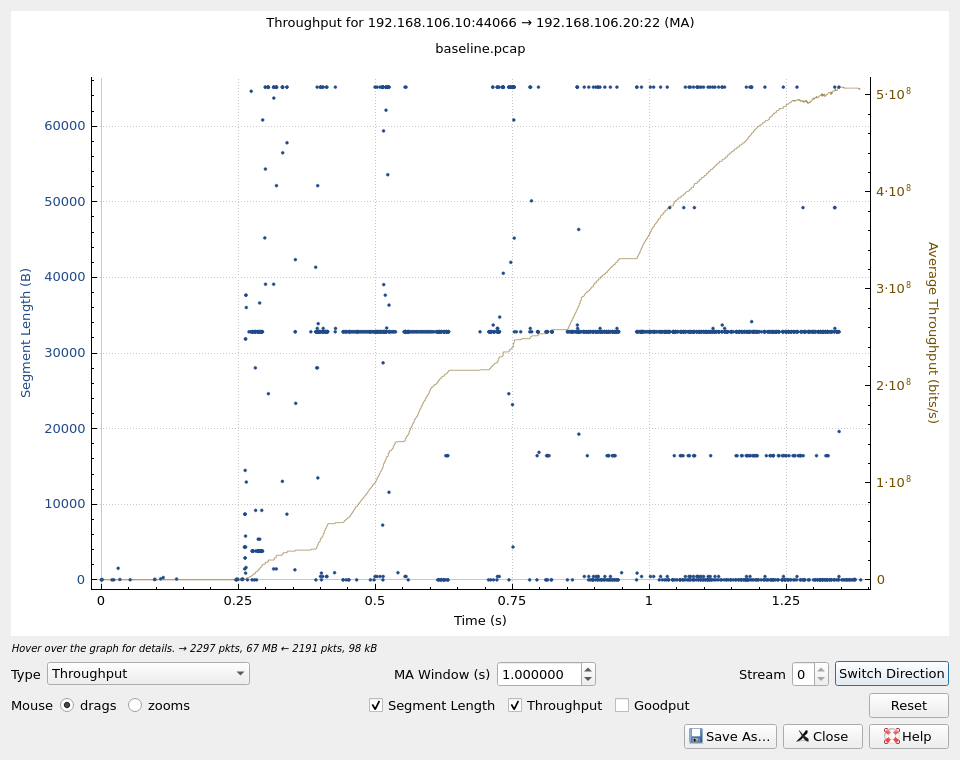 Throughput for 192.168.106.10:44066 → 192.168.106.20:22 (MA)
baseline.pcap
Segment Length (B)
60000
50000
40000
30000
20000
10000
0
5·10⁸
4·10⁸
3·10⁸
2·10⁸
1·10⁸
0
Average Throughput (bits/s)
0 0.25 0.5 0.75 1 1.25
Time (s)
Hover over the graph for details. → 2297 pkts, 67 MB ← 2191 pkts, 98 kB
Type Throughput MA Window (s) 1.000000 Stream 0 Switch Direction
Mouse drags zooms Segment Length Throughput Goodput Reset
Save As... Close Help